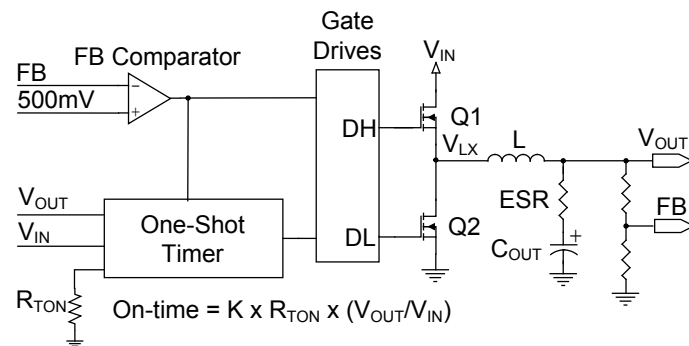 Gate
Drives
FB Comparator
FB
500mV
−
+
V_IN
DH
Q1
V_LX
L
V_OUT
ESR
FB
C_OUT
+
V_OUT
V_IN
One-Shot
Timer
DL
Q2
R_TON
On-time = K x R_TON x (V_OUT/V_IN)